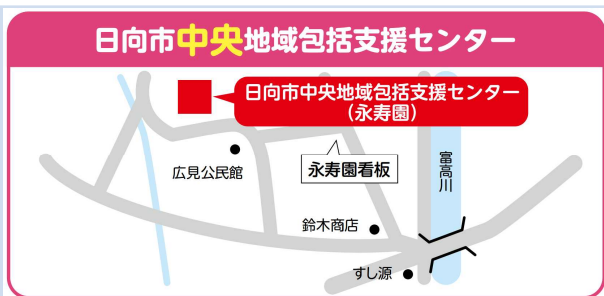 日向市中央地域包括支援センター
日向市中央地域包括支援センター
(永寿園)
広見公民館
永寿園看板
富高川
鈴木商店
すし源